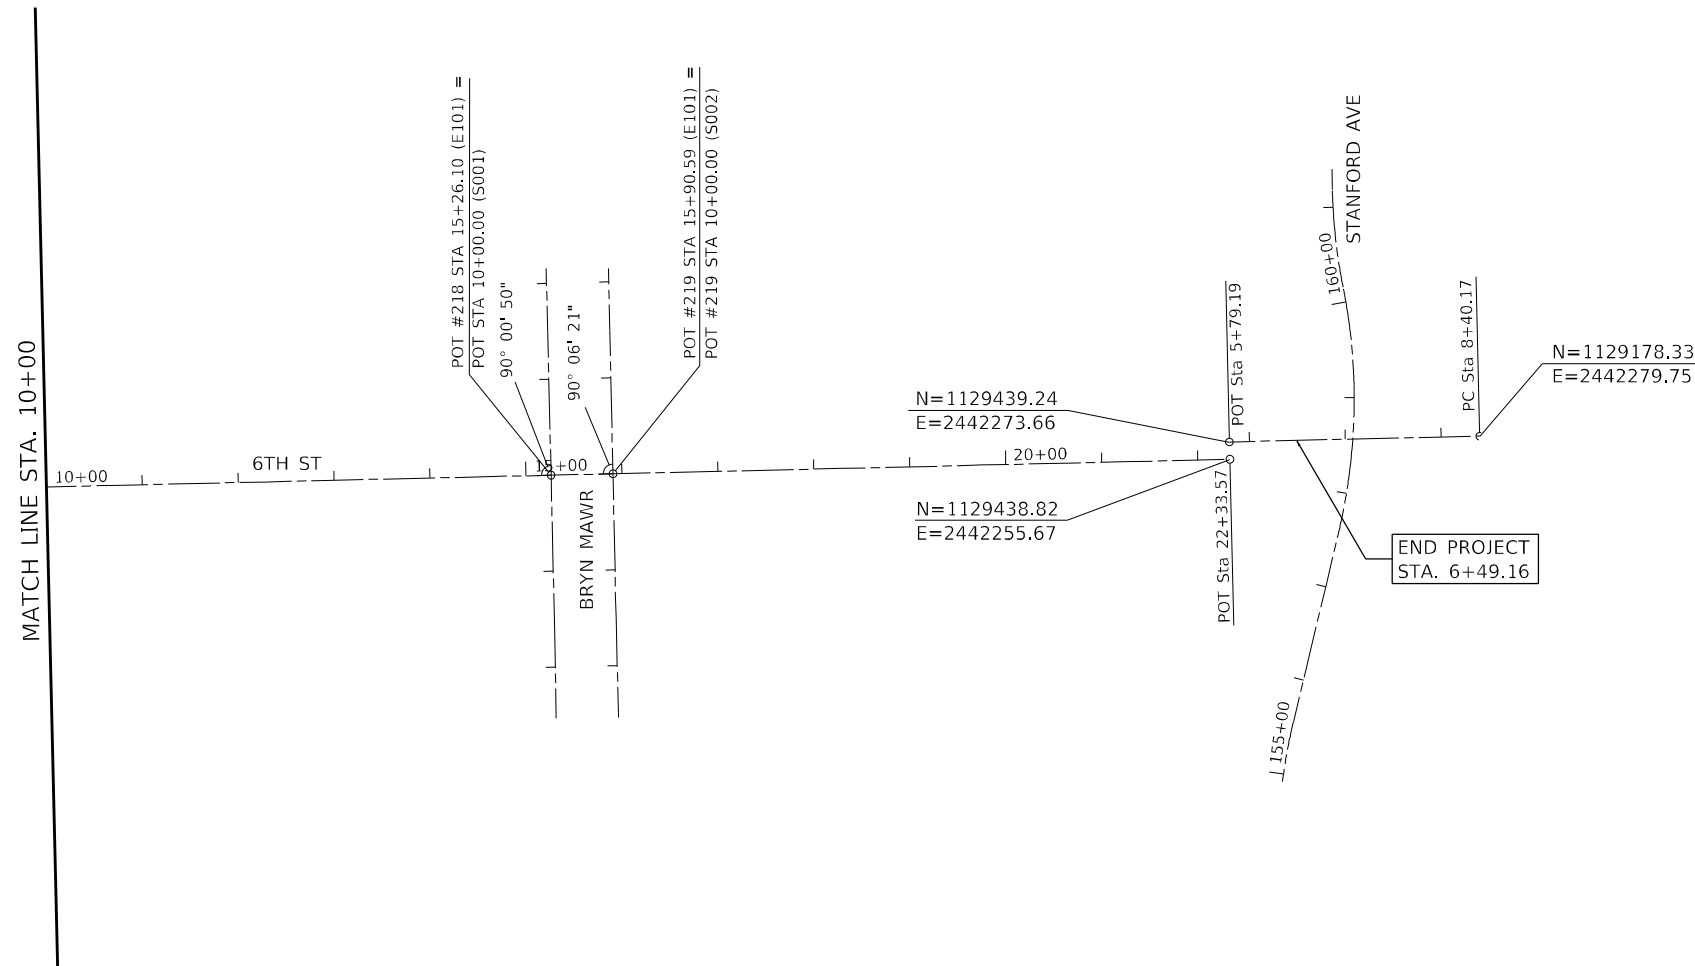 MATCH LINE STA. 10+00
10+00
6TH ST
POT #218 STA 15+26.10 (E101) =
POT STA 10+00.00 (S001)
90° 00' 50"
15+00
90° 06' 21"
BRYN MAWR
POT #219 STA 15+90.59 (E101) =
POT #219 STA 10+00.00 (S002)
N=1129439.24
E=2442273.66
20+00
N=1129438.82
E=2442255.67
POT Sta 5+79.19
POT Sta 22+33.57
STANFORD AVE
160+00
155+00
PC Sta 8+40.17
N=1129178.33
E=2442279.75
END PROJECT
STA. 6+49.16